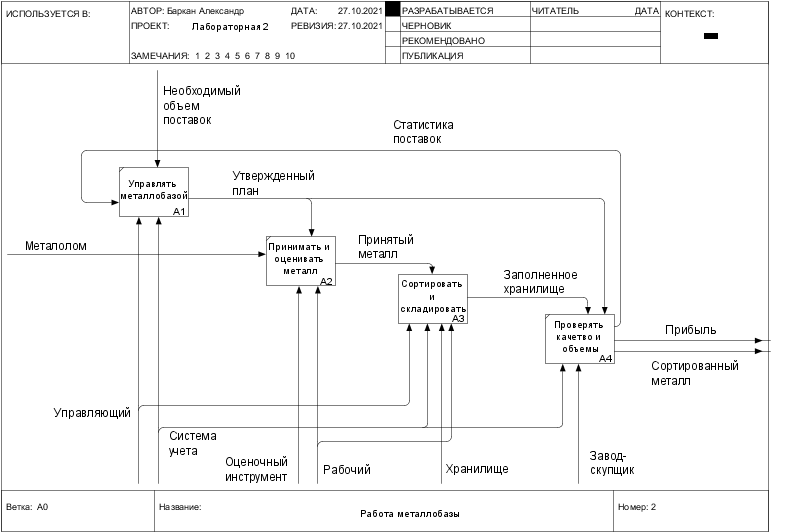 ИСПОЛЬЗУЕТСЯ В:
АВТОР: Баркан Александр
ДАТА: 27.10.2021
ПРОЕКТ: Лабораторная 2
РЕВИЗИЯ: 27.10.2021
ЗАМЕЧАНИЯ: 1 2 3 4 5 6 7 8 9 10
РАЗРАБАТЫВАЕТСЯ
ЧЕРНОВИК
РЕКОМЕНДОВАНО
ПУБЛИКАЦИЯ
ЧИТАТЕЛЬ ДАТА
КОНТЕКСТ:
Необходимый
объем
поставок
Статистика
поставок
Управлять
металлобазой
A1
Утвержденный
план
Металолом
Принимать и
оценивать
металл
A2
Принятый
металл
Сортировать
и
складировать
A3
Заполненное
хранилище
Проверять
качетво и
объемы
A4
Прибыль
Сортированный
металл
Управляющий
Система
учета
Оценочный
инструмент
Рабочий
Хранилище
Завод-
скупщик
Ветка: A0
Название:
Работа металлобазы
Номер: 2